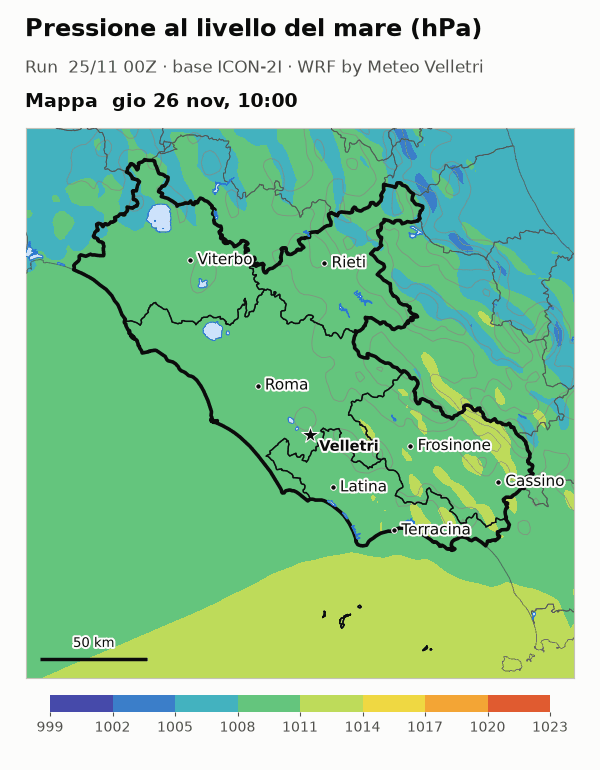 Pressione al livello del mare (hPa)
Run  25/11 00Z · base ICON-2I · WRF by Meteo Velletri
Mappa  gio 26 nov, 10:00
Viterbo
Rieti
Roma
Velletri
Frosinone
Cassino
Latina
Terracina
50 km
999 1002 1005 1008 1011 1014 1017 1020 1023